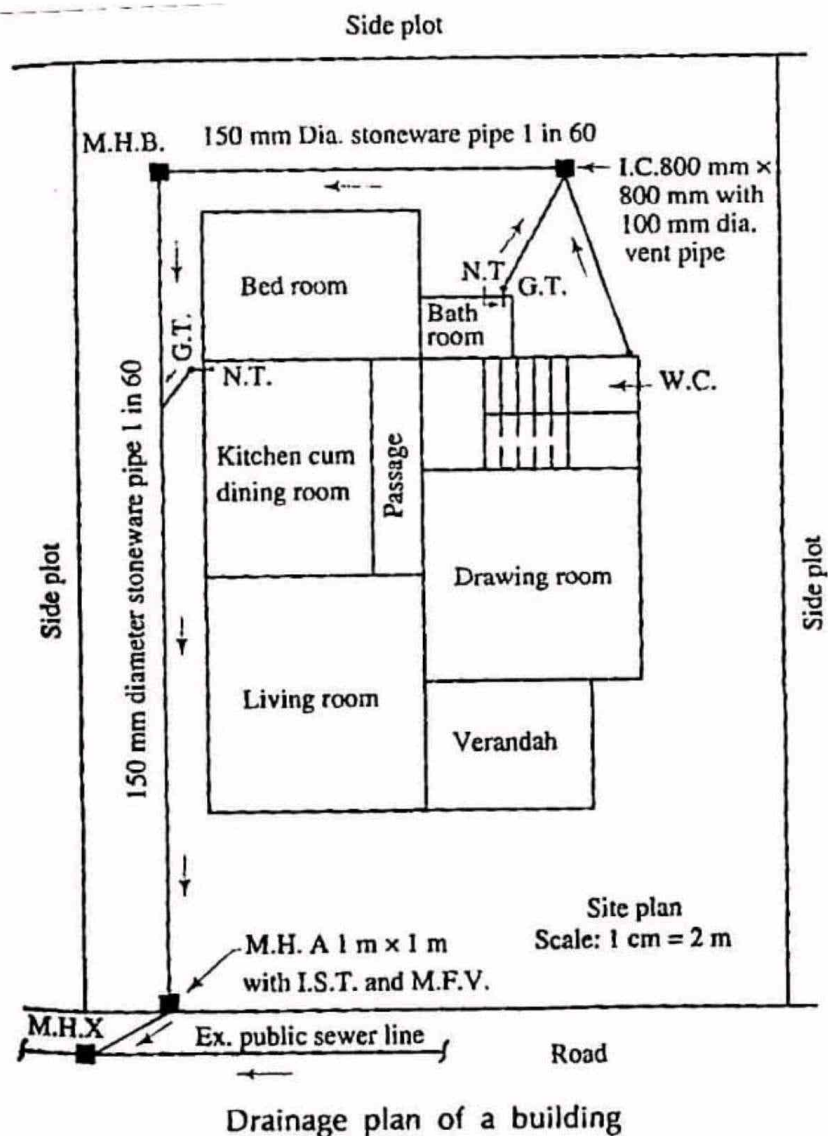 Side plot
M.H.B.
150 mm Dia. stoneware pipe 1 in 60
I.C.800 mm ×
800 mm with
100 mm dia.
vent pipe
Bed room
N.T.
G.T.
Bath
room
G.T.
N.T.
W.C.
Kitchen cum
dining room
Passage
150 mm diameter stoneware pipe 1 in 60
Side plot
Drawing room
Side plot
Living room
Verandah
Site plan
Scale: 1 cm = 2 m
M.H. A 1 m × 1 m
with I.S.T. and M.F.V.
M.H.X
Ex. public sewer line
Road
Drainage plan of a building